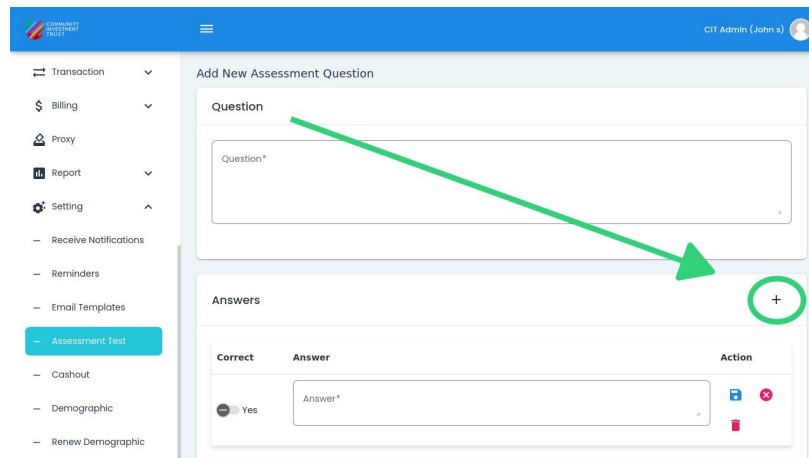 COMMUNITY
INVESTMENT
TRUST
CIT Admin (John s)
Transaction
Billing
Proxy
Report
Setting
Receive Notifications
Reminders
Email Templates
Assessment Test
Cashout
Demographic
Renew Demographic
Add New Assessment Question
Question
Question*
Answers
+
Correct Answer Action
Yes Answer*